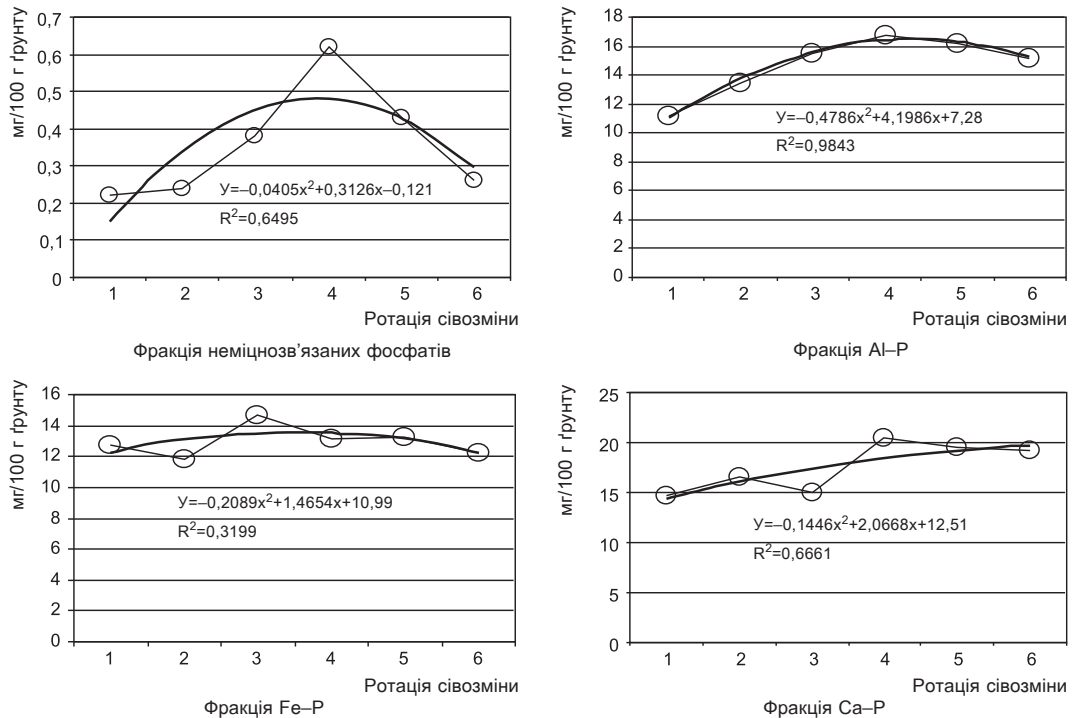 мг/100 г ґрунту
0,7
0,6
0,5
0,4
0,3
0,2
0,1
0
У=–0,0405x²+0,3126x–0,121
R²=0,6495
1 2 3 4 5 6
Ротація сівозміни
Фракція неміцнозв'язаних фосфатів
мг/100 г ґрунту
18
16
14
12
10
8
6
4
2
0
У=–0,4786x²+4,1986x+7,28
R²=0,9843
1 2 3 4 5 6
Ротація сівозміни
Фракція Al–P
мг/100 г ґрунту
16
14
12
10
8
6
4
2
0
У=–0,2089x²+1,4654x+10,99
R²=0,3199
1 2 3 4 5 6
Ротація сівозміни
Фракція Fe–P
мг/100 г ґрунту
25
20
15
10
5
0
У=–0,1446x²+2,0668x+12,51
R²=0,6661
1 2 3 4 5 6
Ротація сівозміни
Фракція Ca–P